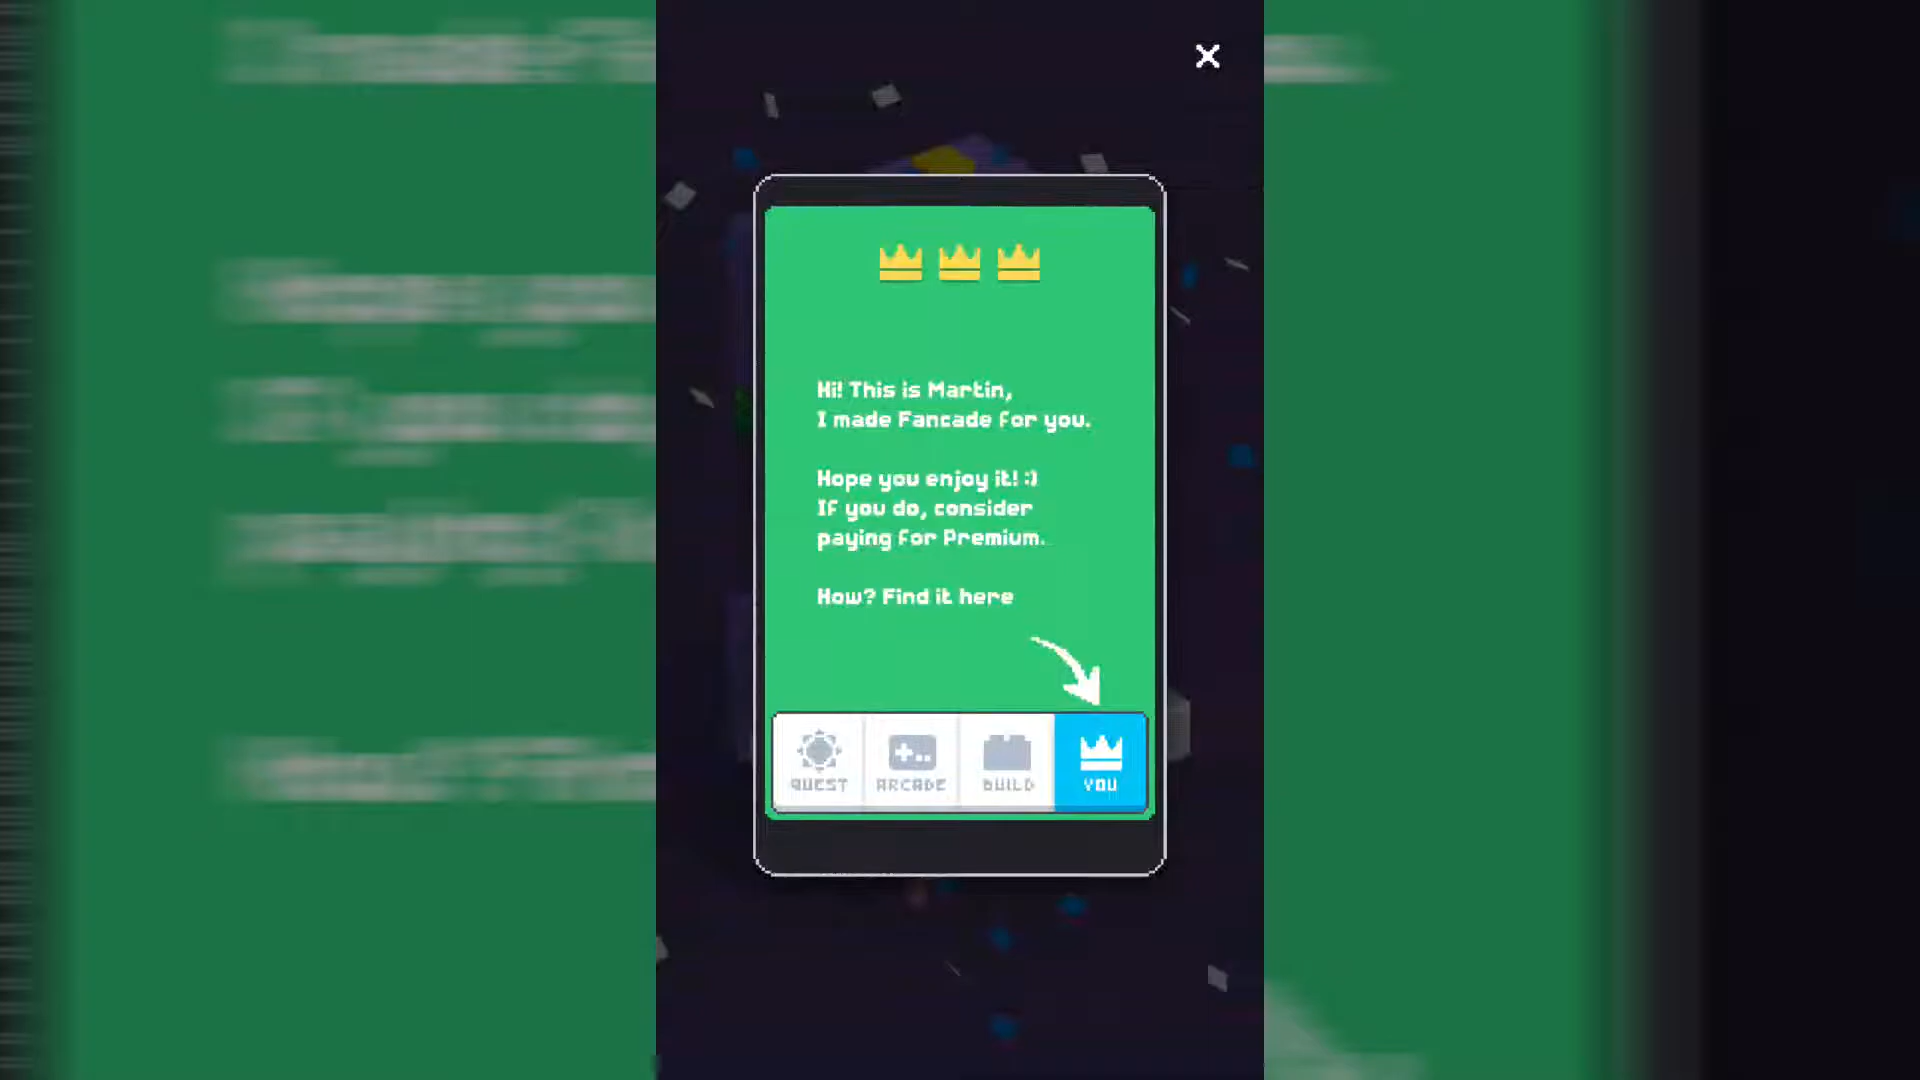 Hi! This is Martin,
I made Fancade for you.
Hope you enjoy it! :)
If you do, consider
paying for Premium.
How? Find it here
QUEST
ARCADE
BUILD
YOU